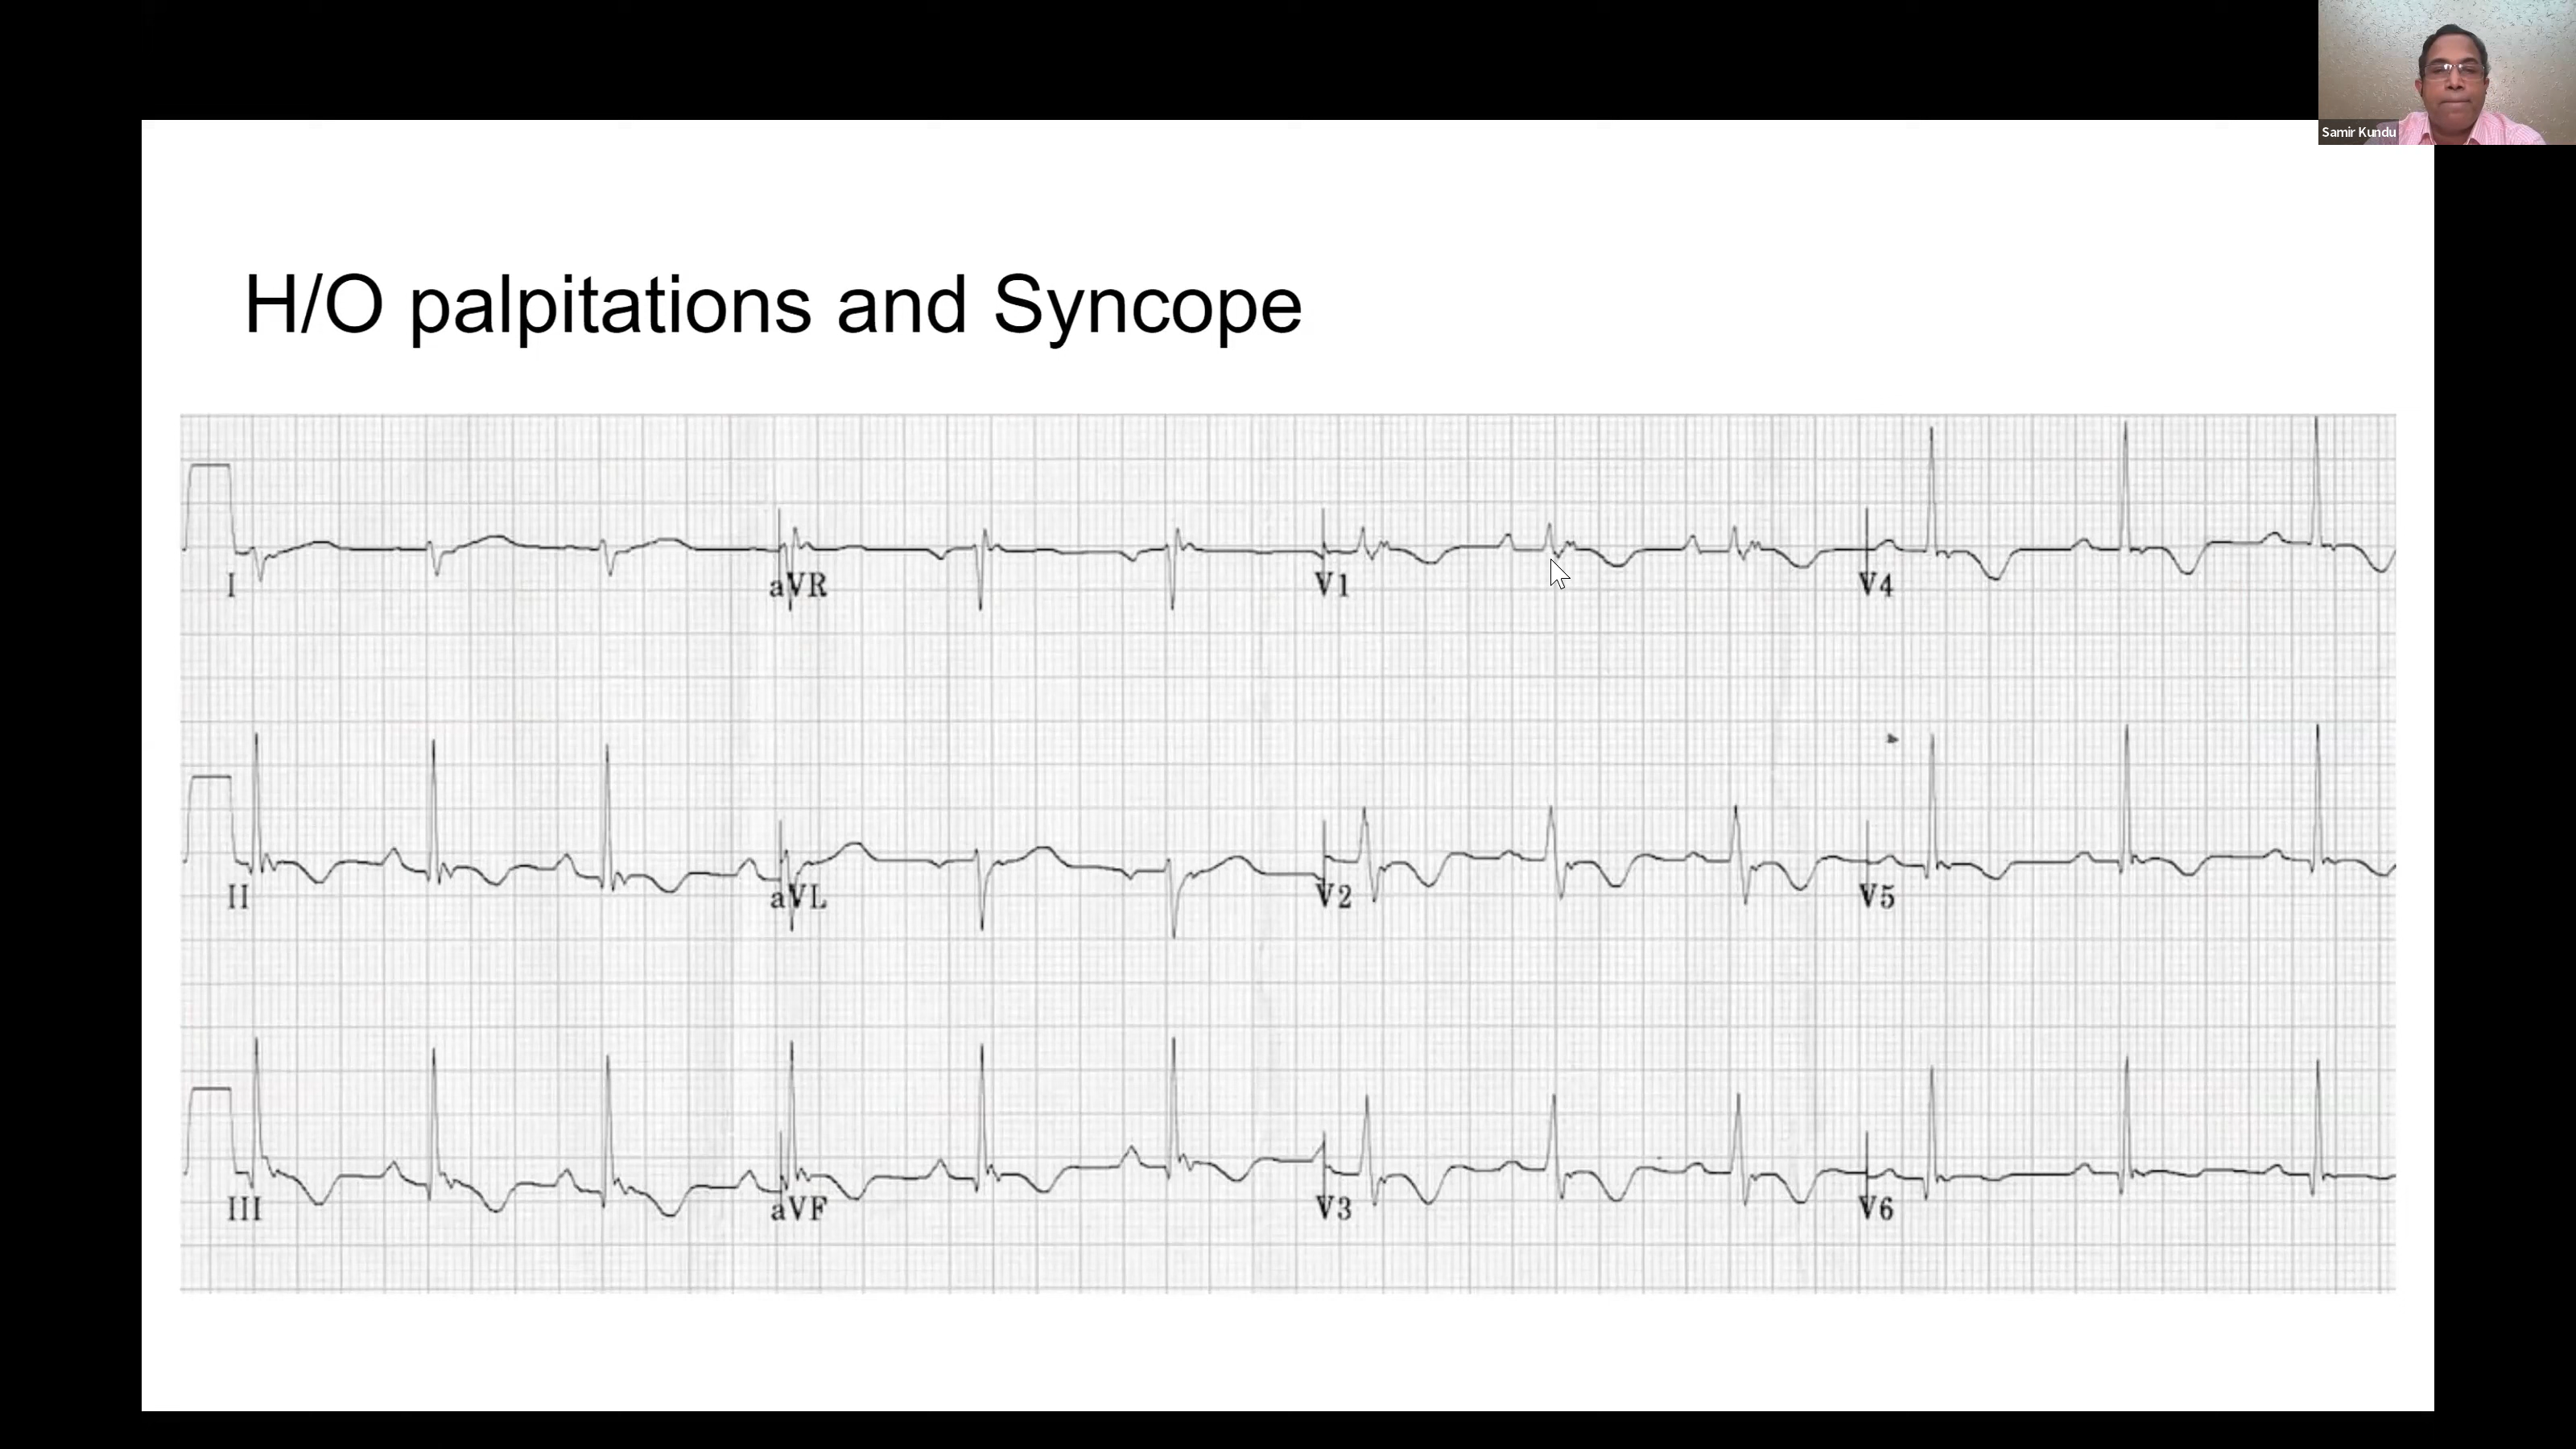 Samir Kundu
H/O palpitations and Syncope
I aVR V1 V4
II aVL V2 V5
III aVF V3 V6